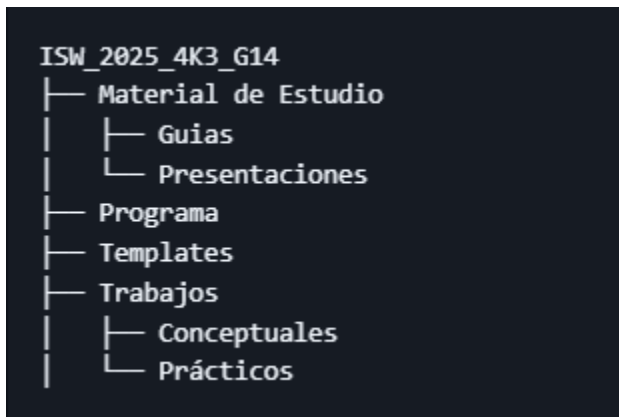 ISW_2025_4K3_G14
├── Material de Estudio
│   ├── Guias
│   └── Presentaciones
├── Programa
├── Templates
├── Trabajos
│   ├── Conceptuales
│   └── Prácticos